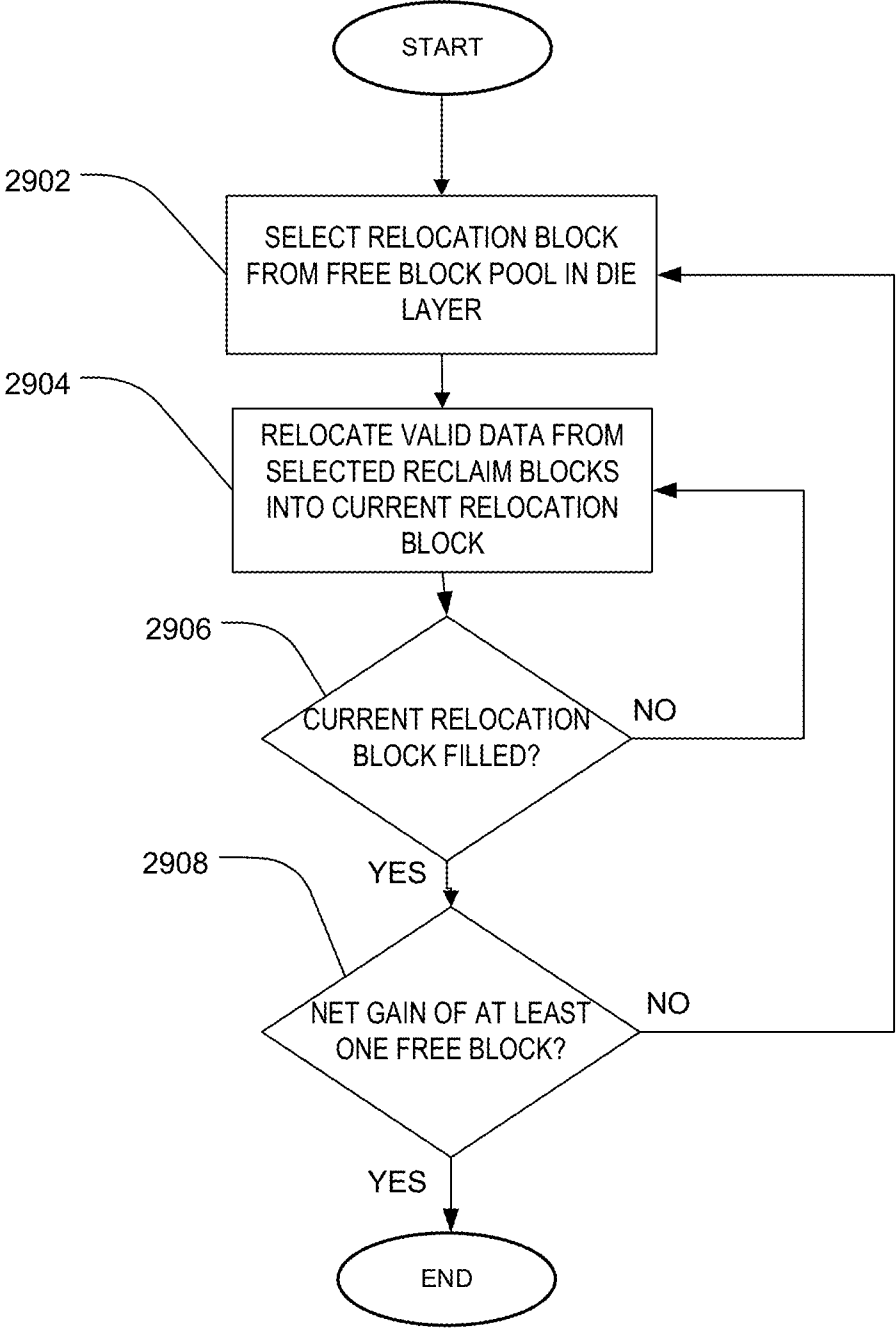 START
2902
SELECT RELOCATION BLOCK
FROM FREE BLOCK POOL IN DIE
LAYER
2904
RELOCATE VALID DATA FROM
SELECTED RECLAIM BLOCKS
INTO CURRENT RELOCATION
BLOCK
2906
CURRENT RELOCATION
BLOCK FILLED?
NO
YES
2908
NET GAIN OF AT LEAST
ONE FREE BLOCK?
NO
YES
END